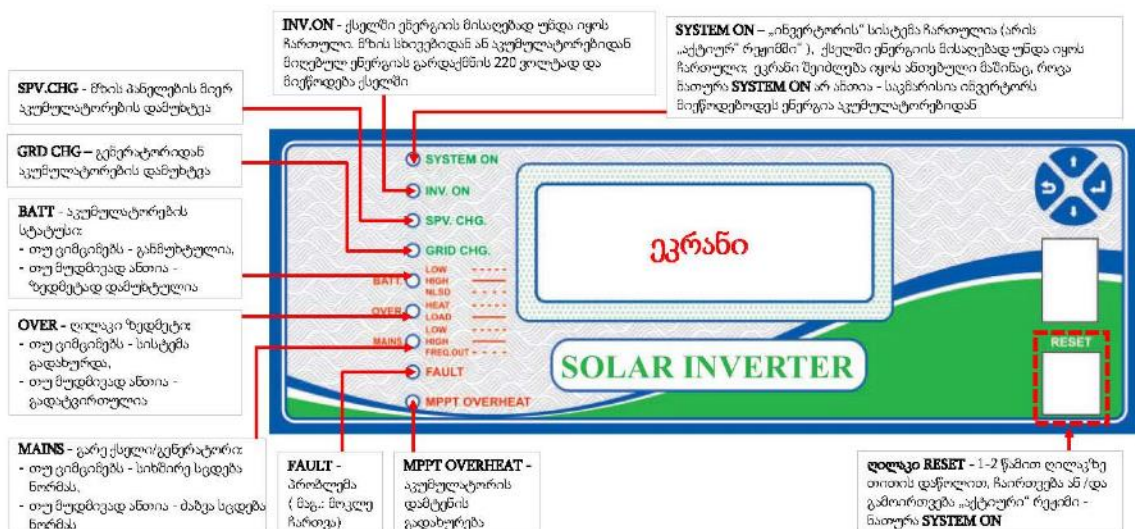 INV.ON - ქსელში ენერგიის მისაღებად უნდა იყოს
ჩართული. მზის სხივებიდან ან აკუმულატორებიდან
მიღებულ ენერგიას გარდაქმნის 220 ვოლტად და
მიეწოდება ქსელში
SYSTEM ON – „ინვერტორის" სისტემა ჩართულია (არის
„აქტიურ" რეჟიმში" ), ქსელში ენერგიის მისაღებად უნდა იყოს
ჩართული; ეკრანი შეიძლება იყოს ანთებული მაშინაც, როცა
ნათურა SYSTEM ON არ ანთია - საკმარისია ინვერტორს
მიეწოდებოდეს ენერგია აკუმულატორებიდან
SPV.CHG - მზის პანელების მიერ
აკუმულატორების დამუხტვა
GRD CHG – გენერატორიდან
აკუმულატორების დამუხტვა
BATT - აკუმულატორების
სტატუსი:
- თუ ციმციმებს - განმუხტულია,
- თუ მუდმივად ანთია -
ზედმეტად დამუხტულია
OVER - ღილაკი ზედმეტი:
- თუ ციმციმებს - სისტემა
გადახურდა,
- თუ მუდმივად ანთია -
გადატვირთულია
MAINS - გარე ქსელი/გენერატორი:
- თუ ციმციმებს - სიხშირე სცდება
ნორმას,
- თუ მუდმივად ანთია - ძაბვა სცდება
ნორმას
SYSTEM ON
INV. ON
SPV. CHG.
GRID CHG.
BATT.
LOW
HIGH
NLSD
OVER
HEAT
LOAD
MAINS
LOW
HIGH
FREQ.OUT
FAULT
MPPT OVERHEAT
ეკრანი
SOLAR INVERTER
RESET
FAULT -
პრობლემა
( მაგ.: მოკლე
ჩართვა)
MPPT OVERHEAT -
აკუმულატორის
დამტენის
გადახურება
ღილაკი RESET - 1-2 წამით ღილაკზე
თითის დაწოლით, ჩაირთვება ან /და
გამოირთვება „აქტიური" რეჟიმი -
ნათურა SYSTEM ON